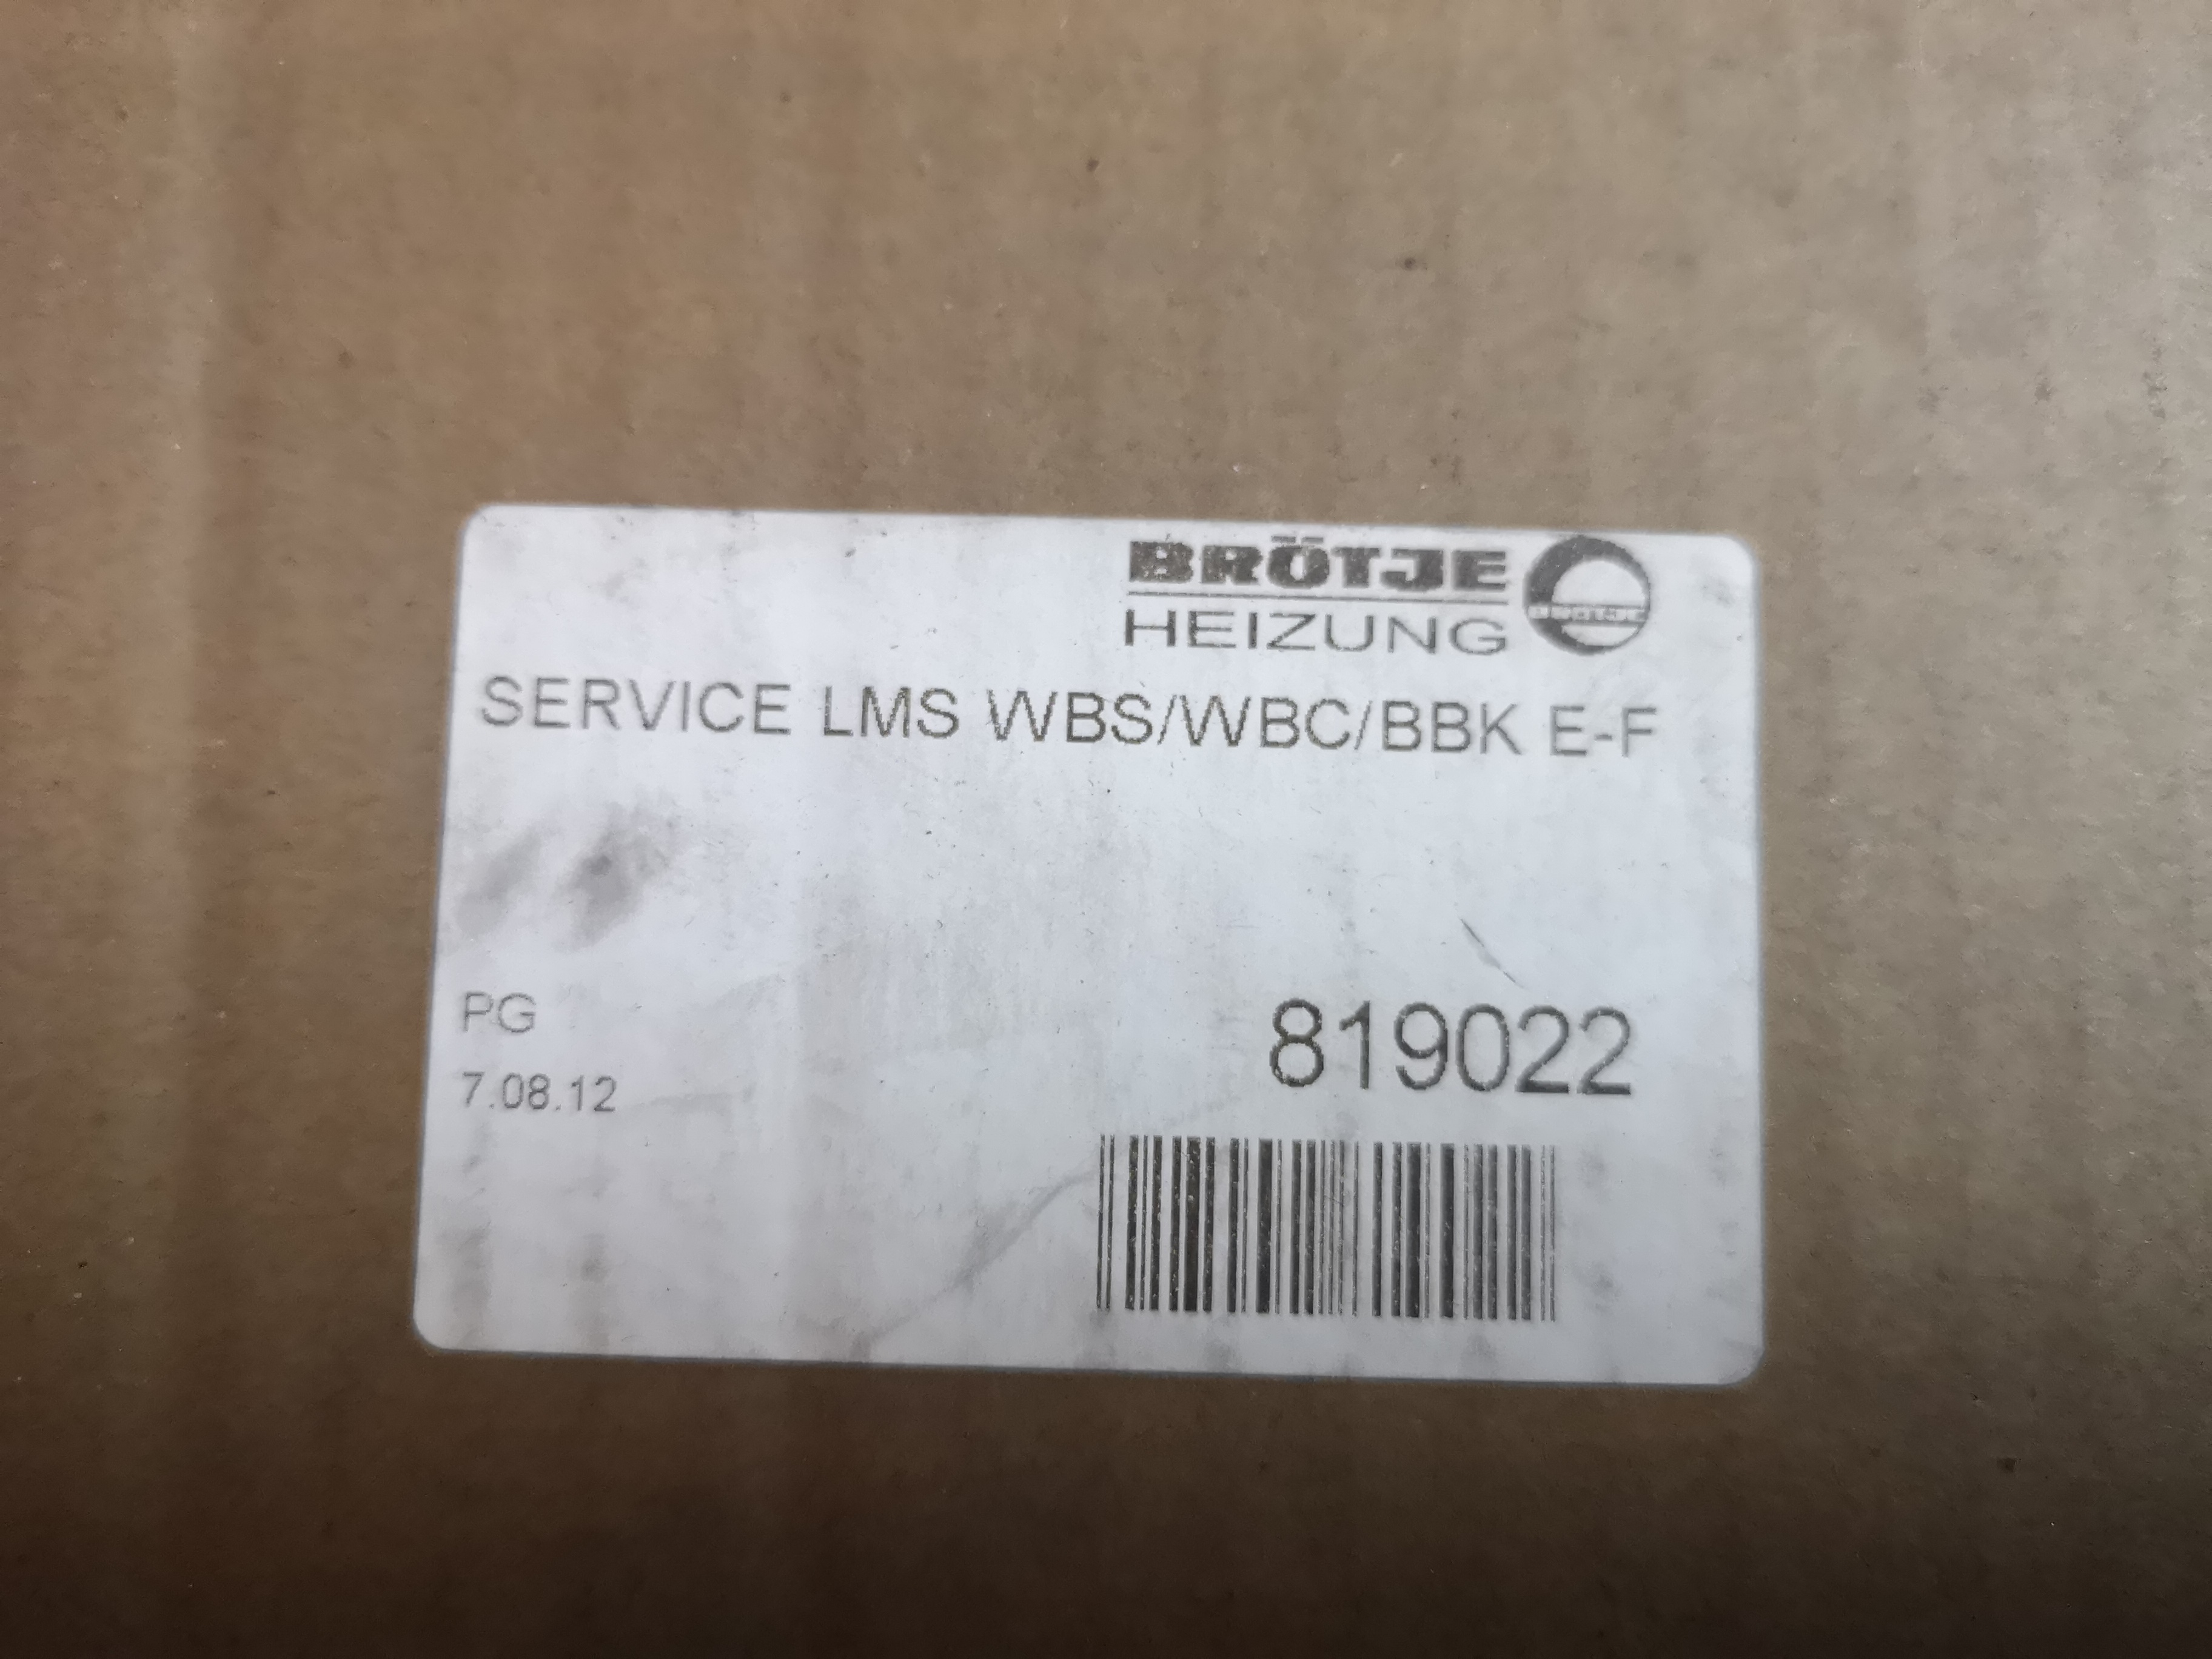 BRÖTJE
HEIZUNG
SERVICE LMS WBS/WBC/BBK E-F
PG
7.08.12
819022